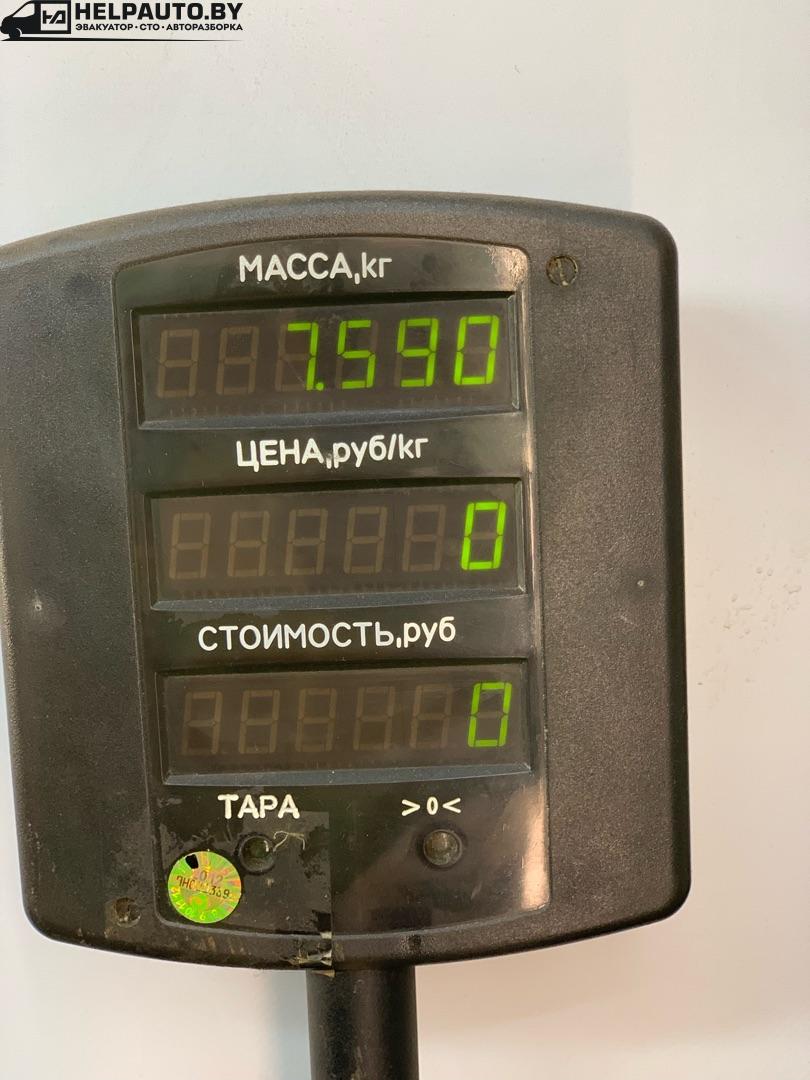 HELPAUTO.BY
ЭВАКУАТОР • СТО • АВТОРАЗБОРКА
МАССА,кг
7.590
ЦЕНА,руб/кг
0
СТОИМОСТЬ,руб
0
ТАРА >0<